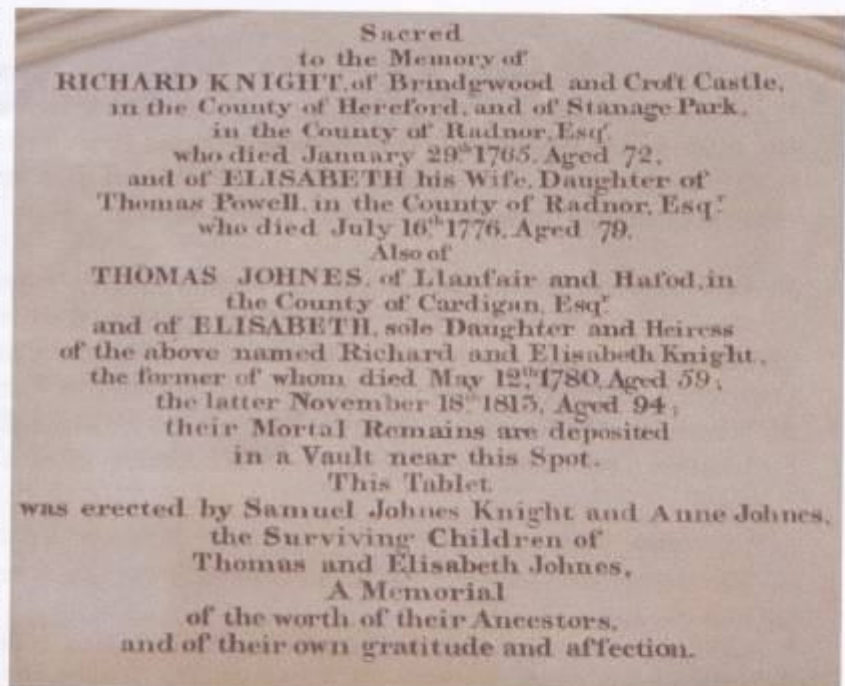 Sacred
to the Memory of
RICHARD KNIGHT, of Brindgwood and Croft Castle,
in the County of Hereford, and of Stanage Park,
in the County of Radnor, Esqr.
who died January 29th 1765, Aged 72,
and of ELISABETH his Wife, Daughter of
Thomas Powell, in the County of Radnor, Esqr.
who died July 16th 1776, Aged 79.
Also of
THOMAS JOHNES, of Llanfair and Hafod, in
the County of Cardigan, Esqr.
and of ELISABETH, sole Daughter and Heiress
of the above named Richard and Elisabeth Knight,
the former of whom died May 12th 1780, Aged 59;
the latter November 18th 1813, Aged 94;
their Mortal Remains are deposited
in a Vault near this Spot.
This Tablet
was erected by Samuel Johnes Knight and Anne Johnes,
the Surviving Children of
Thomas and Elisabeth Johnes,
A Memorial
of the worth of their Ancestors,
and of their own gratitude and affection.